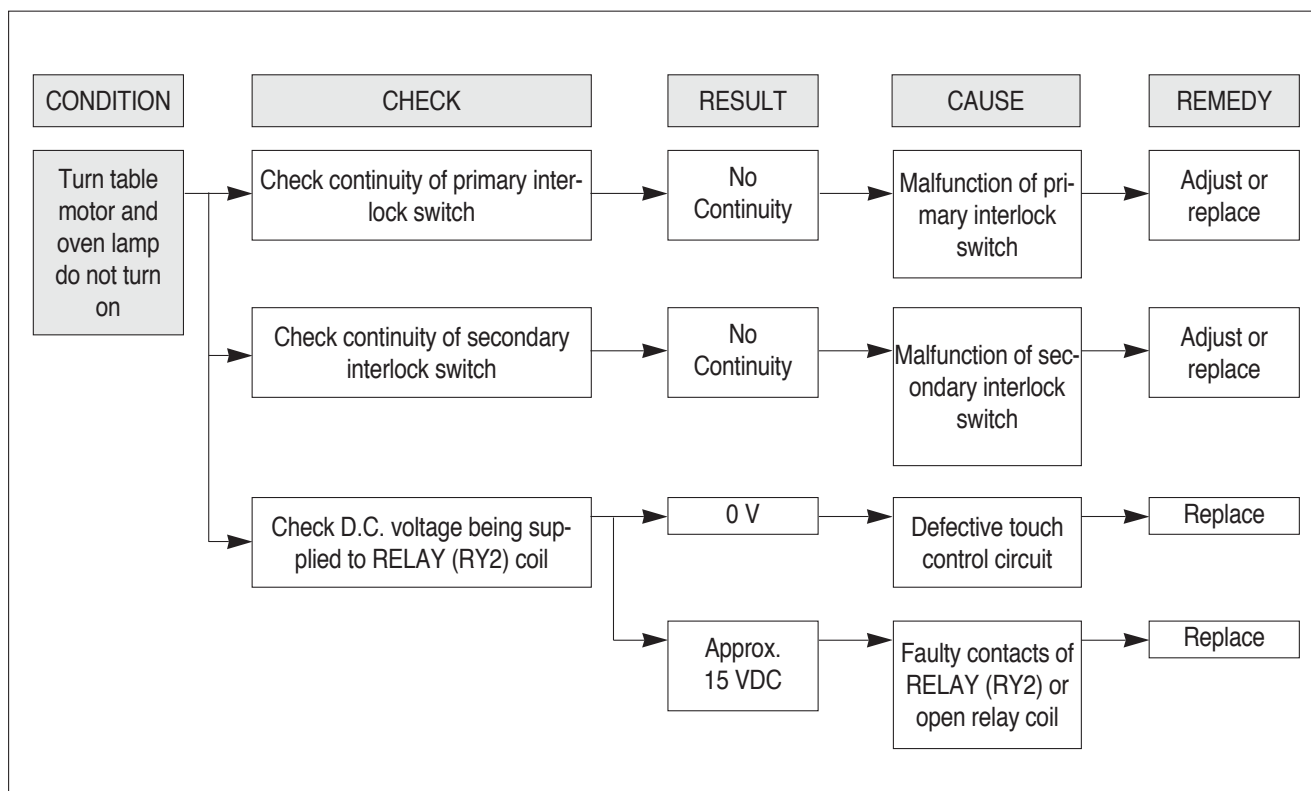 CONDITION
CHECK
RESULT
CAUSE
REMEDY
Turn table
motor and
oven lamp
do not turn
on
Check continuity of primary inter-
lock switch
No
Continuity
Malfunction of pri-
mary interlock
switch
Adjust or
replace
Check continuity of secondary
interlock switch
No
Continuity
Malfunction of sec-
ondary interlock
switch
Adjust or
replace
Check D.C. voltage being sup-
plied to RELAY (RY2) coil
0 V
Defective touch
control circuit
Replace
Approx.
15 VDC
Faulty contacts of
RELAY (RY2) or
open relay coil
Replace